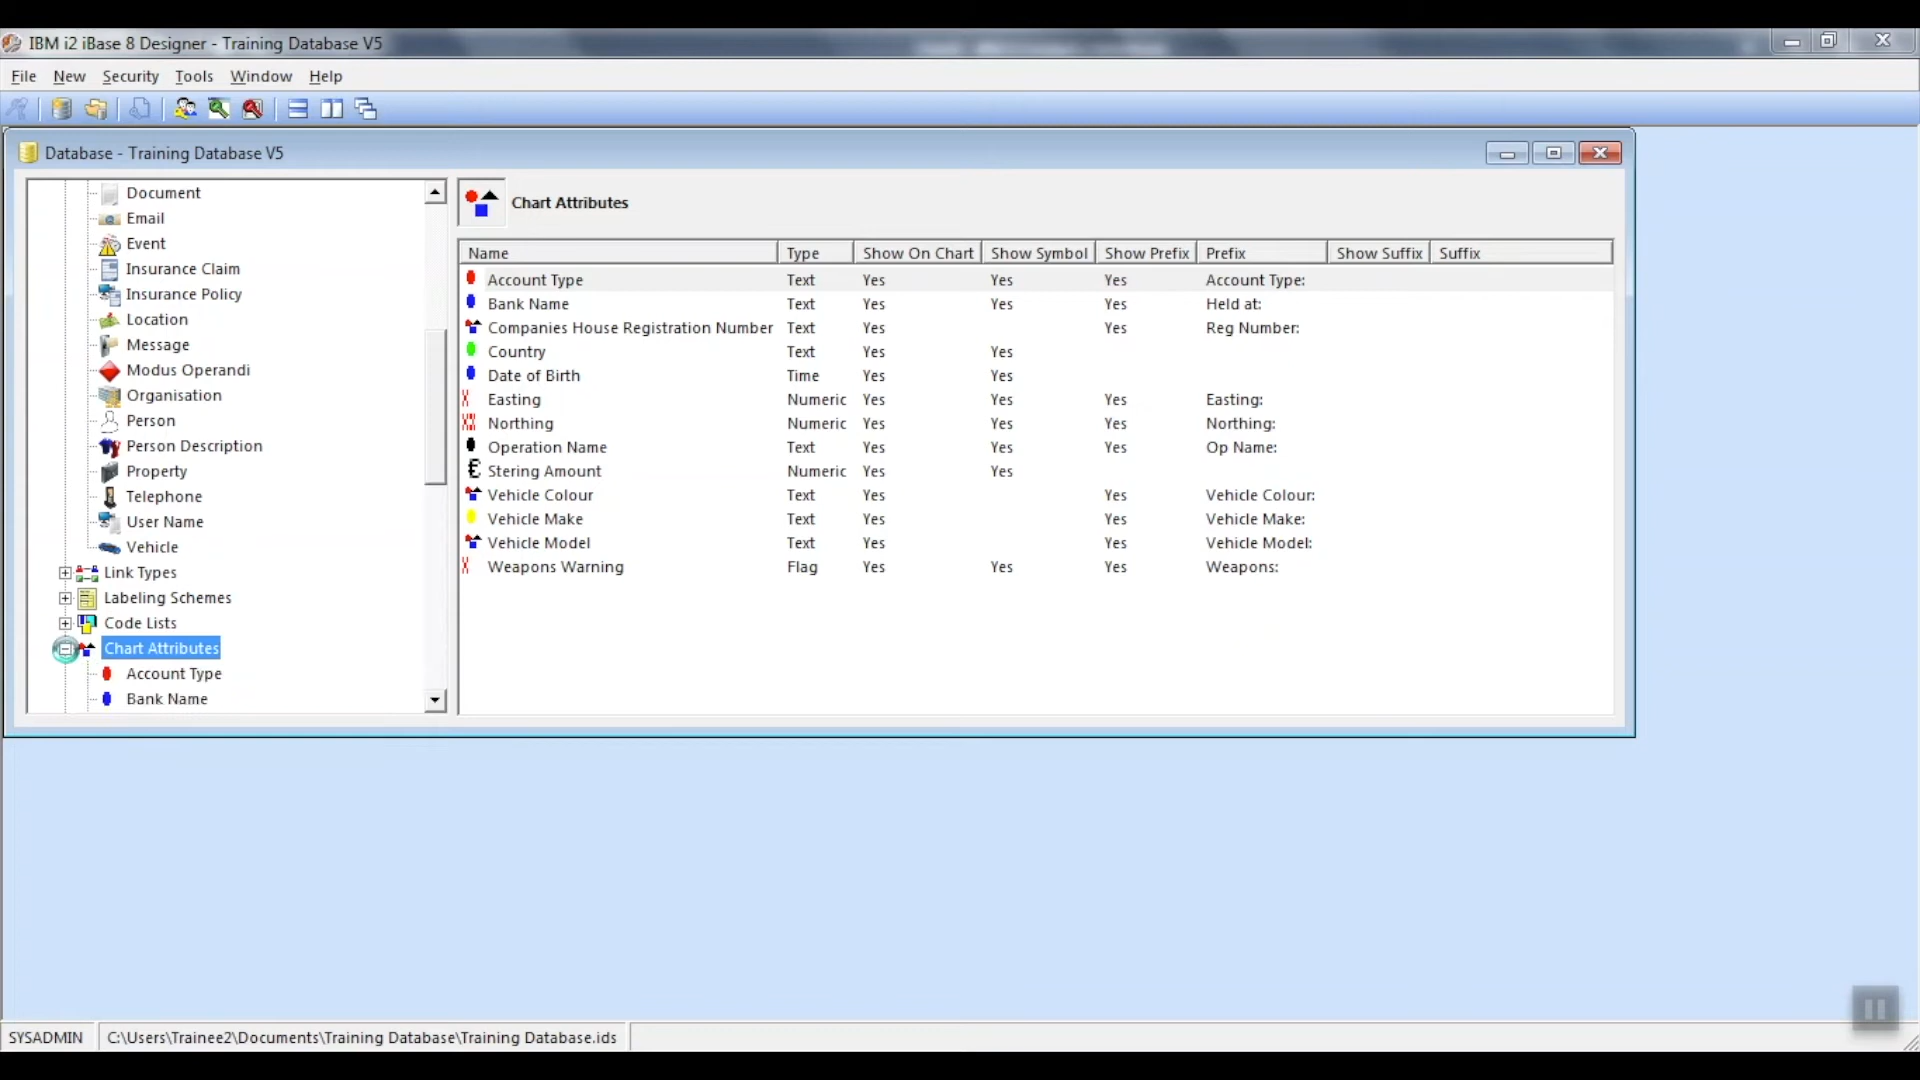 IBM i2 iBase 8 Designer - Training Database V5
File New Security Tools Window Help
Database - Training Database V5
Document
Email
Event
Insurance Claim
Insurance Policy
Location
Message
Modus Operandi
Organisation
Person
Person Description
Property
Telephone
User Name
Vehicle
Link Types
Labeling Schemes
Code Lists
Chart Attributes
Account Type
Bank Name
Chart Attributes
Name Type Show On Chart Show Symbol Show Prefix Prefix Show Suffix Suffix
Account Type Text Yes Yes Yes Account Type:
Bank Name Text Yes Yes Yes Held at:
Companies House Registration Number Text Yes Yes Reg Number:
Country Text Yes Yes
Date of Birth Time Yes Yes
Easting Numeric Yes Yes Yes Easting:
Northing Numeric Yes Yes Yes Northing:
Operation Name Text Yes Yes Yes Op Name:
Stering Amount Numeric Yes Yes
Vehicle Colour Text Yes Yes Vehicle Colour:
Vehicle Make Text Yes Yes Vehicle Make:
Vehicle Model Text Yes Yes Vehicle Model:
Weapons Warning Flag Yes Yes Yes Weapons:
SYSADMIN C:\Users\Trainee2\Documents\Training Database\Training Database.ids